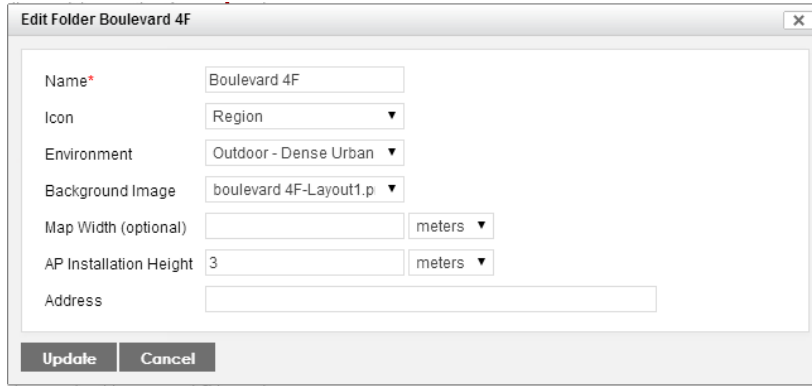 Edit Folder Boulevard 4F
Name* Boulevard 4F
Icon Region
Environment Outdoor - Dense Urban
Background Image boulevard 4F-Layout1.p
Map Width (optional) meters
AP Installation Height 3 meters
Address
Update Cancel